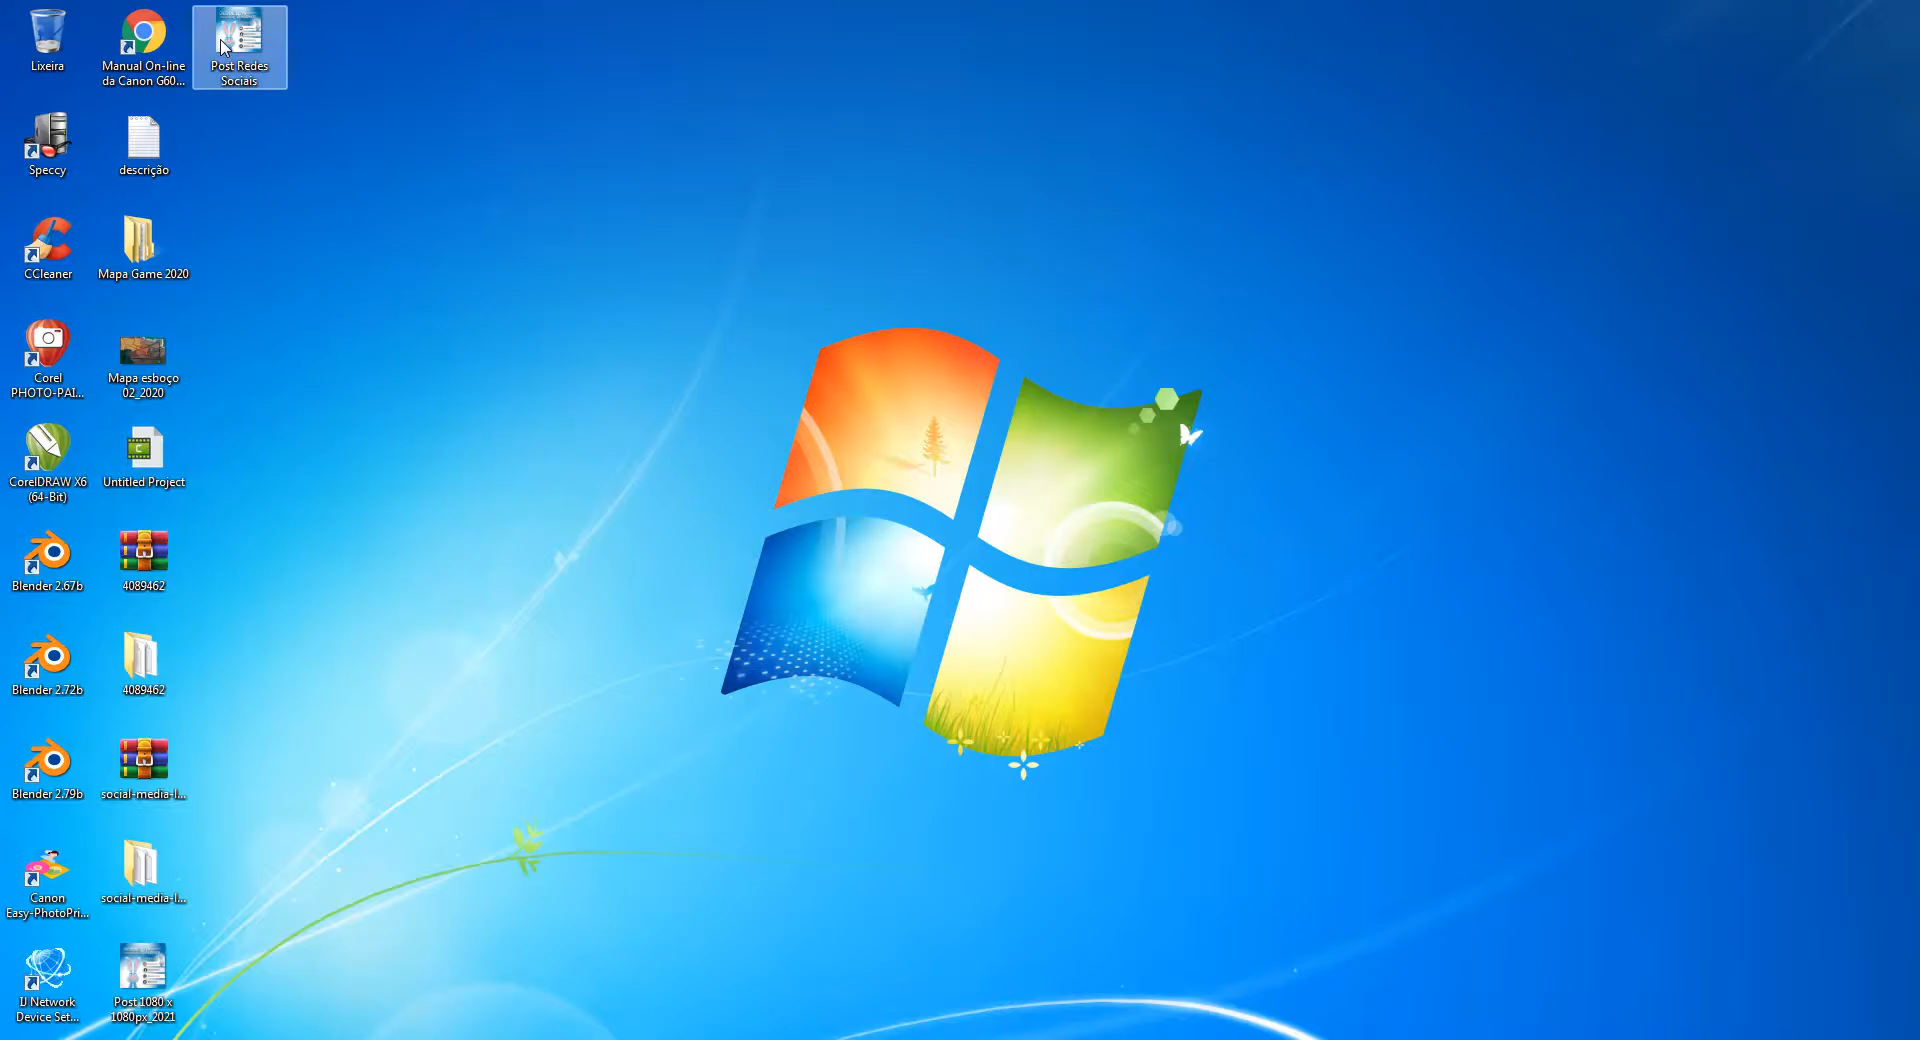 Lixeira
Manual On-line
da Canon G60...
Post Redes
Sociais
Speccy
descrição
CCleaner
Mapa Game 2020
Corel
PHOTO-PAI...
Mapa esboço
02_2020
CorelDRAW X6
(64-Bit)
Untitled Project
Blender 2.67b
4089462
Blender 2.72b
4089462
Blender 2.79b
social-media-l...
Canon
Easy-PhotoPri...
social-media-l...
IJ Network
Device Set...
Post 1080 x
1080px_2021